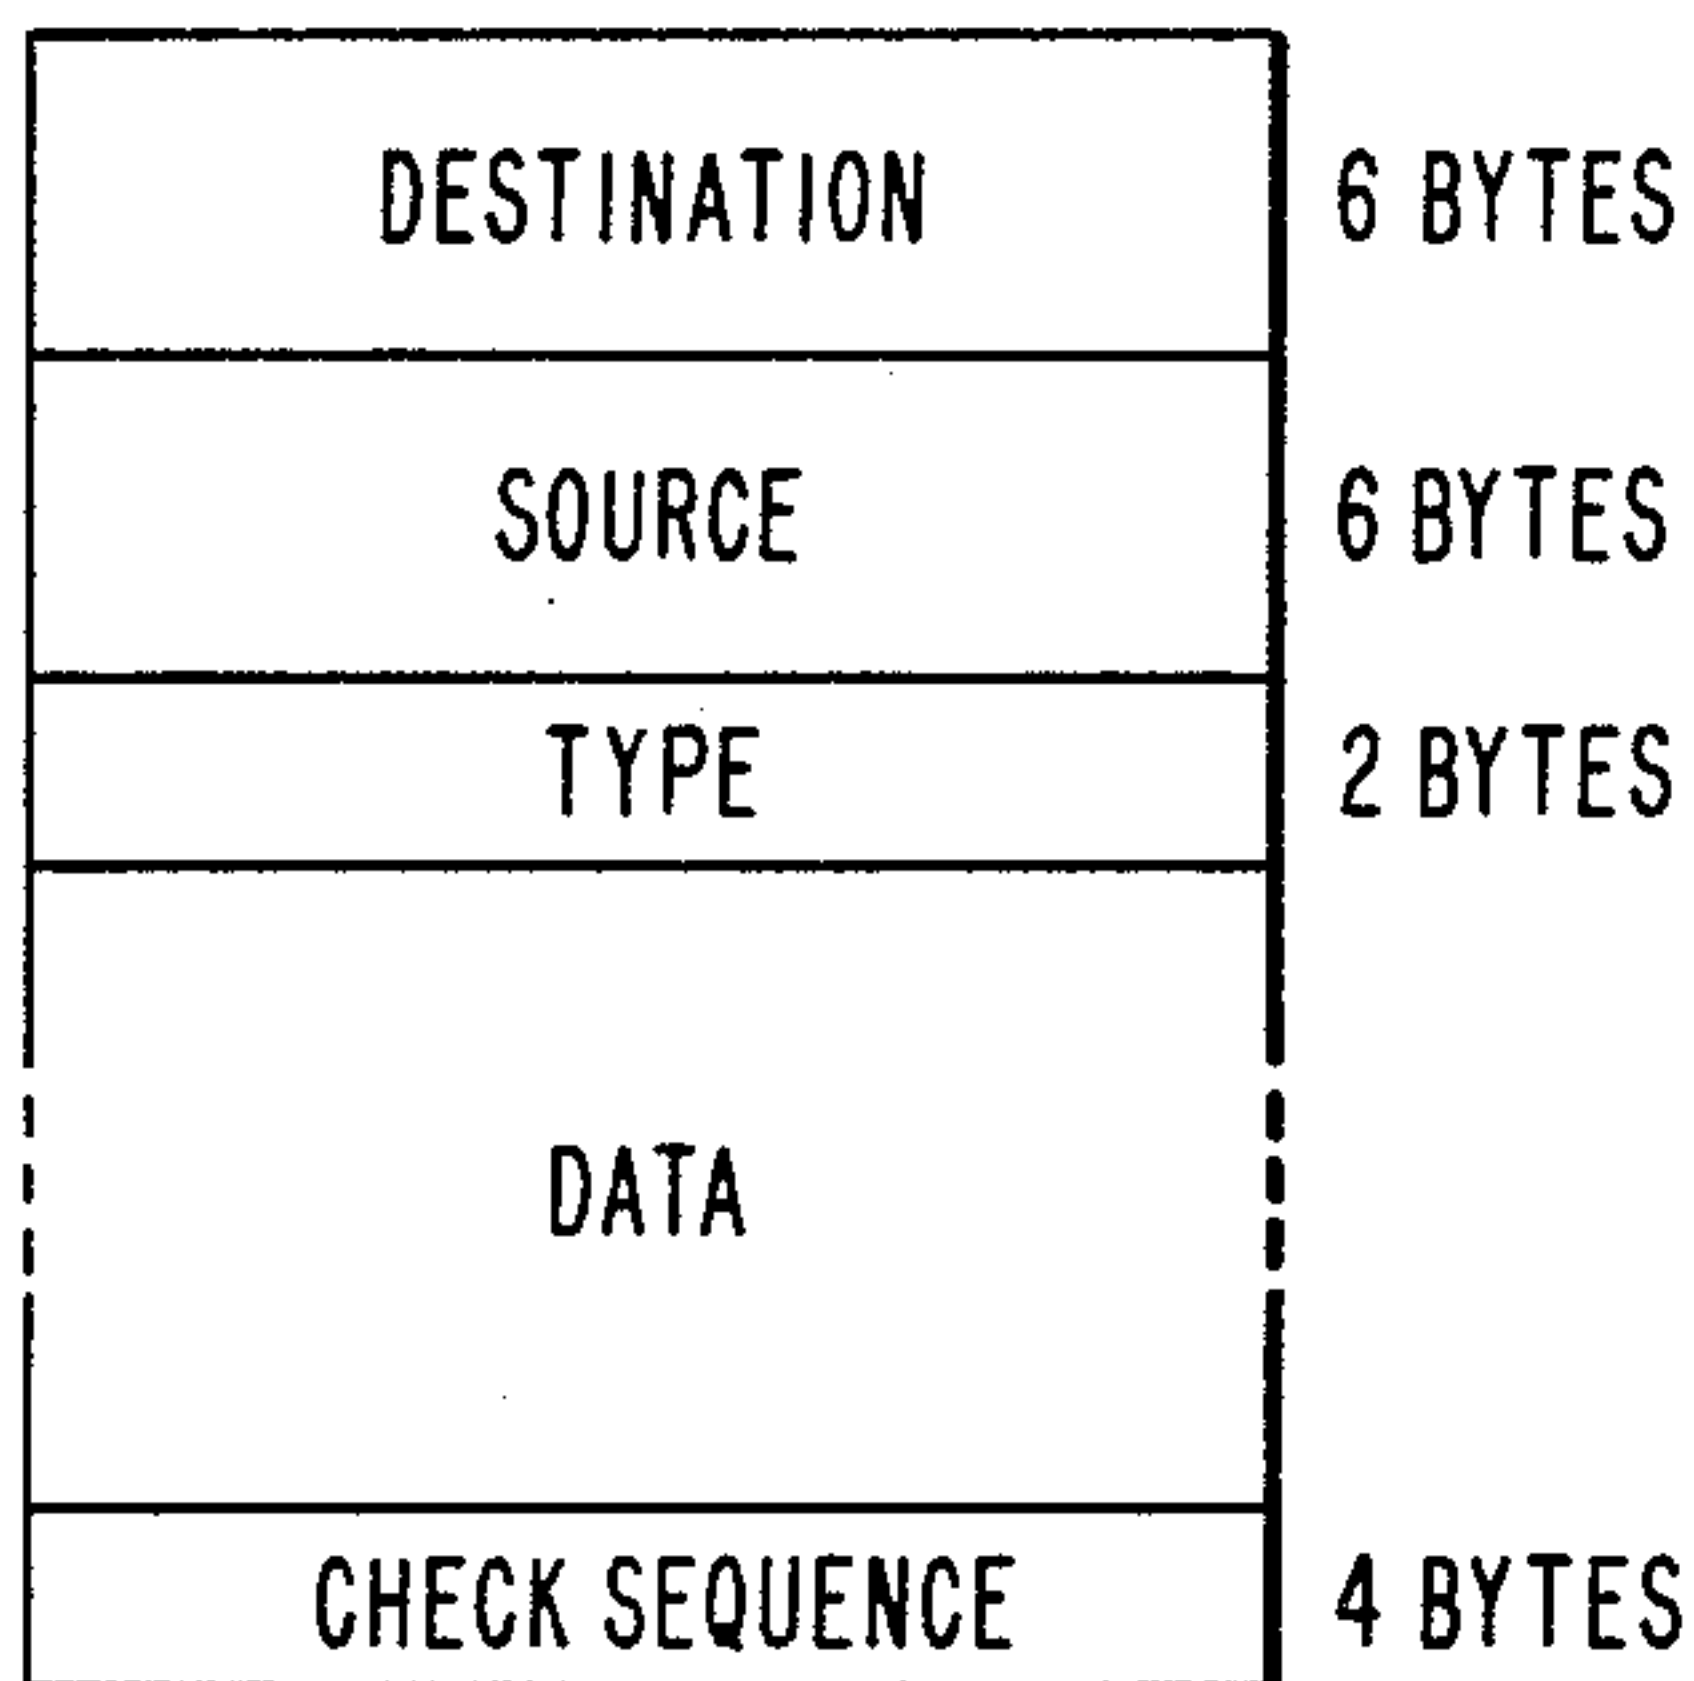 DESTINATION 6 BYTES
SOURCE 6 BYTES
TYPE 2 BYTES
DATA
CHECK SEQUENCE 4 BYTES